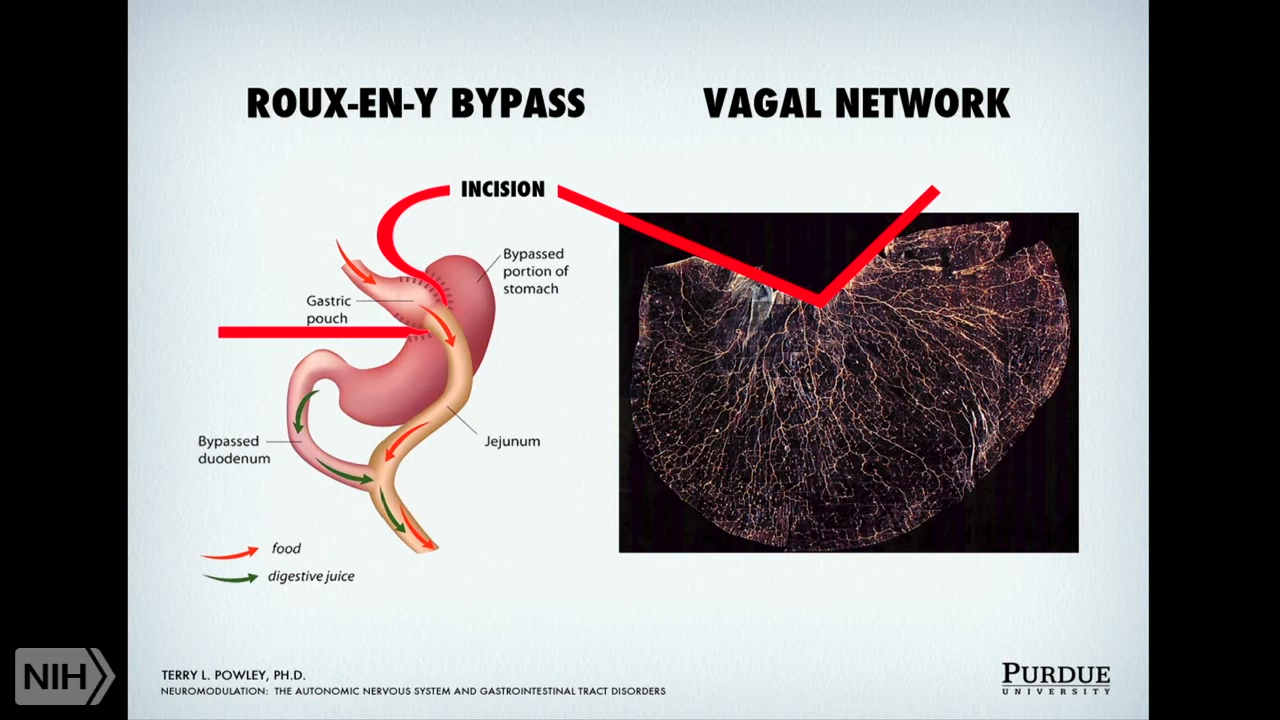 ROUX-EN-Y BYPASS
VAGAL NETWORK
INCISION
Bypassed
portion of
stomach
Gastric
pouch
Bypassed
duodenum
Jejunum
food
digestive juice
NIH
TERRY L. POWLEY, PH.D.
NEUROMODULATION: THE AUTONOMIC NERVOUS SYSTEM AND GASTROINTESTINAL TRACT DISORDERS
PURDUE
UNIVERSITY